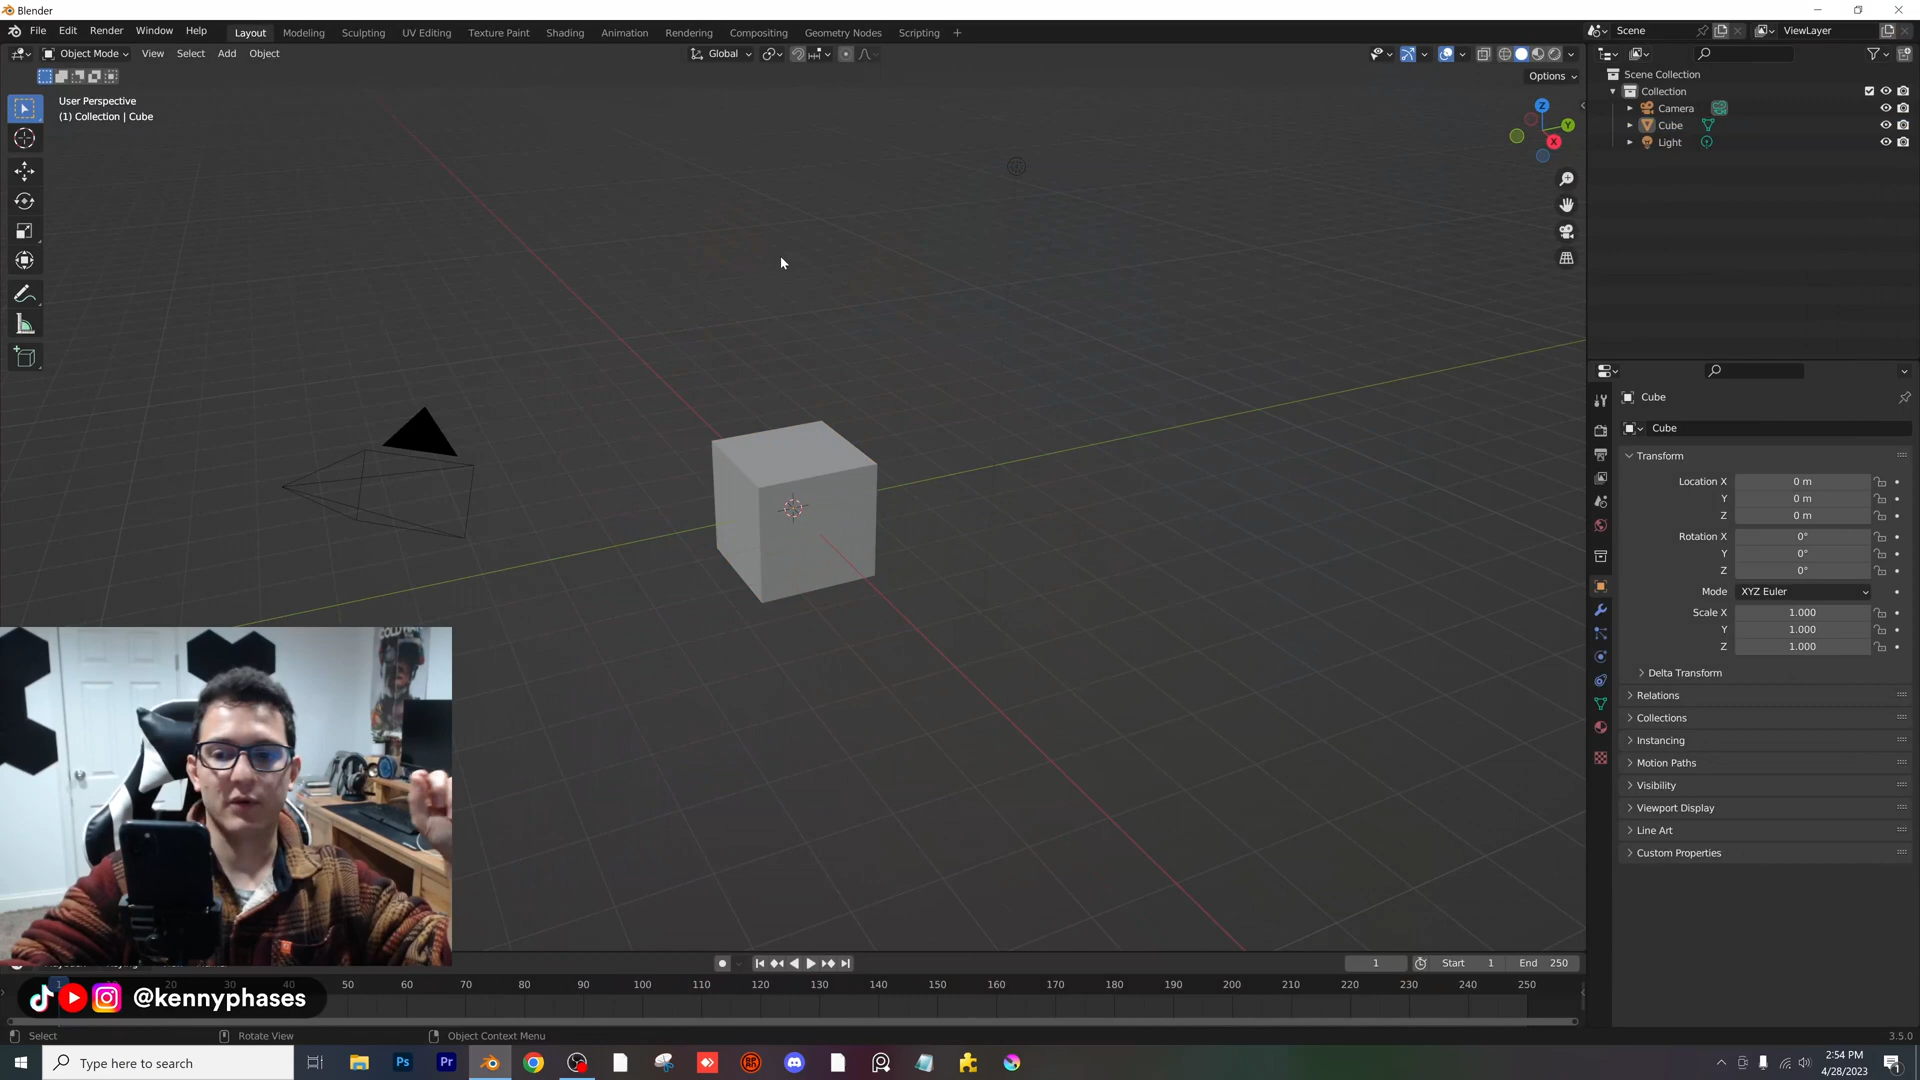 Blender
File Edit Render Window Help Layout Modeling Sculpting UV Editing Texture Paint Shading Animation Rendering Compositing Geometry Nodes Scripting + Scene ViewLayer
Object Mode View Select Add Object Global
Options
User Perspective
(1) Collection | Cube
Z
Y
X
Scene Collection
Collection
Camera
Cube
Light
Cube
Cube
Transform
Location X 0 m
Y 0 m
Z 0 m
Rotation X 0°
Y 0°
Z 0°
Mode XYZ Euler
Scale X 1.000
Y 1.000
Z 1.000
Delta Transform
Relations
Collections
Instancing
Motion Paths
Visibility
Viewport Display
Line Art
Custom Properties
1 Start 1 End 250
50 60 70 80 90 100 110 120 130 140 150 160 170 180 190 200 210 220 230 240 250
@kennyphases
Select Rotate View Object Context Menu 3.5.0
Type here to search Ps Pr 2:54 PM
4/28/2023